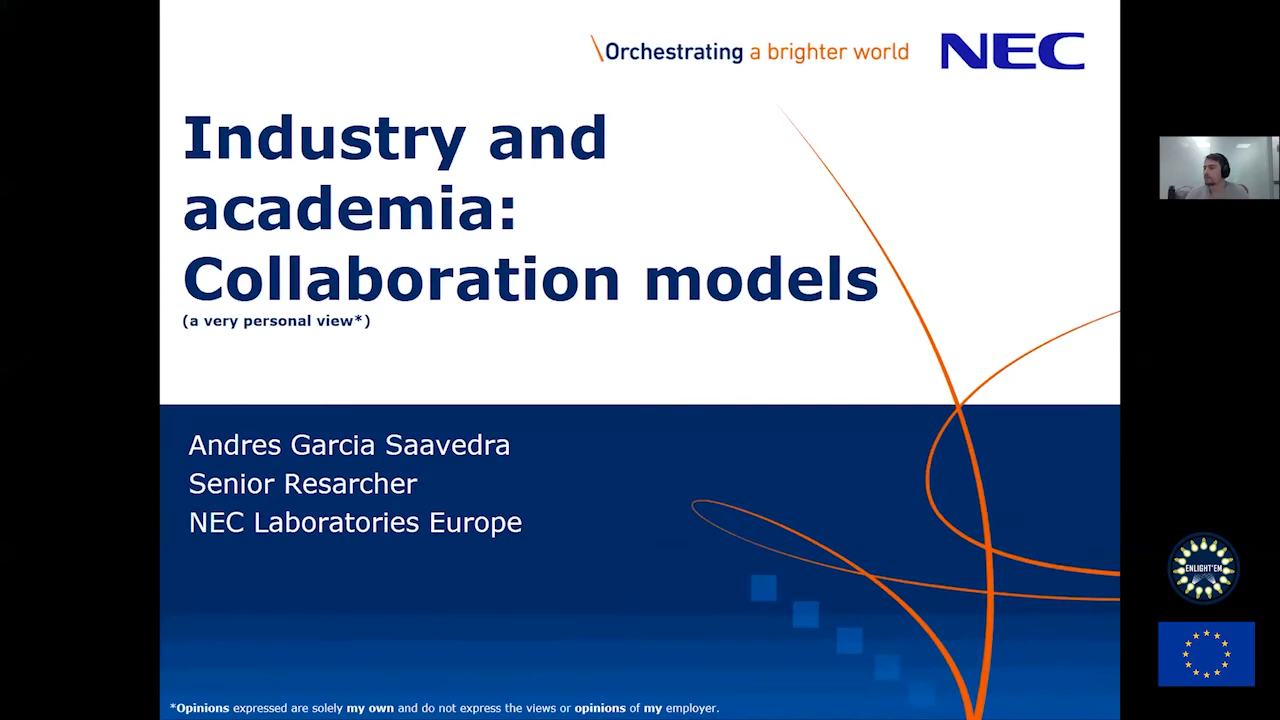 \Orchestrating a brighter world NEC
Industry and
academia:
Collaboration models
(a very personal view*)
Andres Garcia Saavedra
Senior Resarcher
NEC Laboratories Europe
ENLIGHT'EM
*Opinions expressed are solely my own and do not express the views or opinions of my employer.